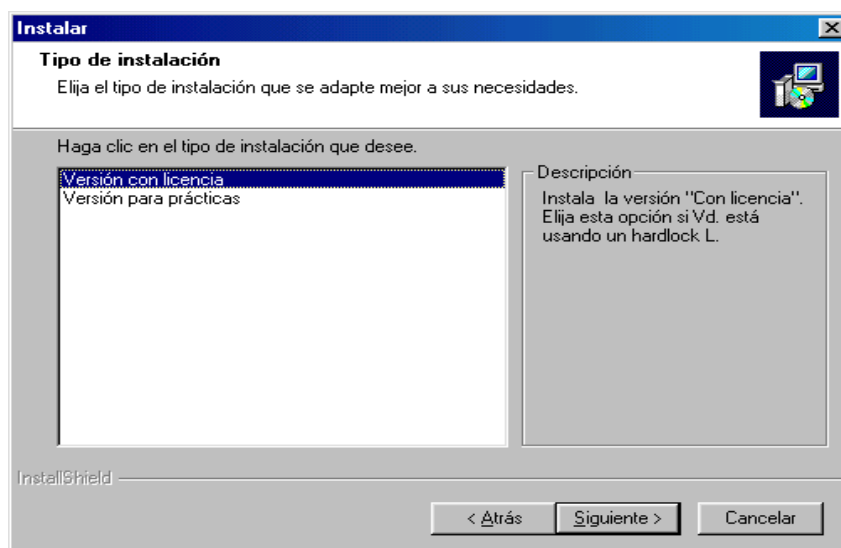 Instalar
Tipo de instalación
Elija el tipo de instalación que se adapte mejor a sus necesidades.
Haga clic en el tipo de instalación que desee.
Versión con licencia
Versión para prácticas
Descripción
Instala la versión "Con licencia".
Elija esta opción si Vd. está
usando un hardlock L.
InstallShield
< Atrás
Siguiente >
Cancelar